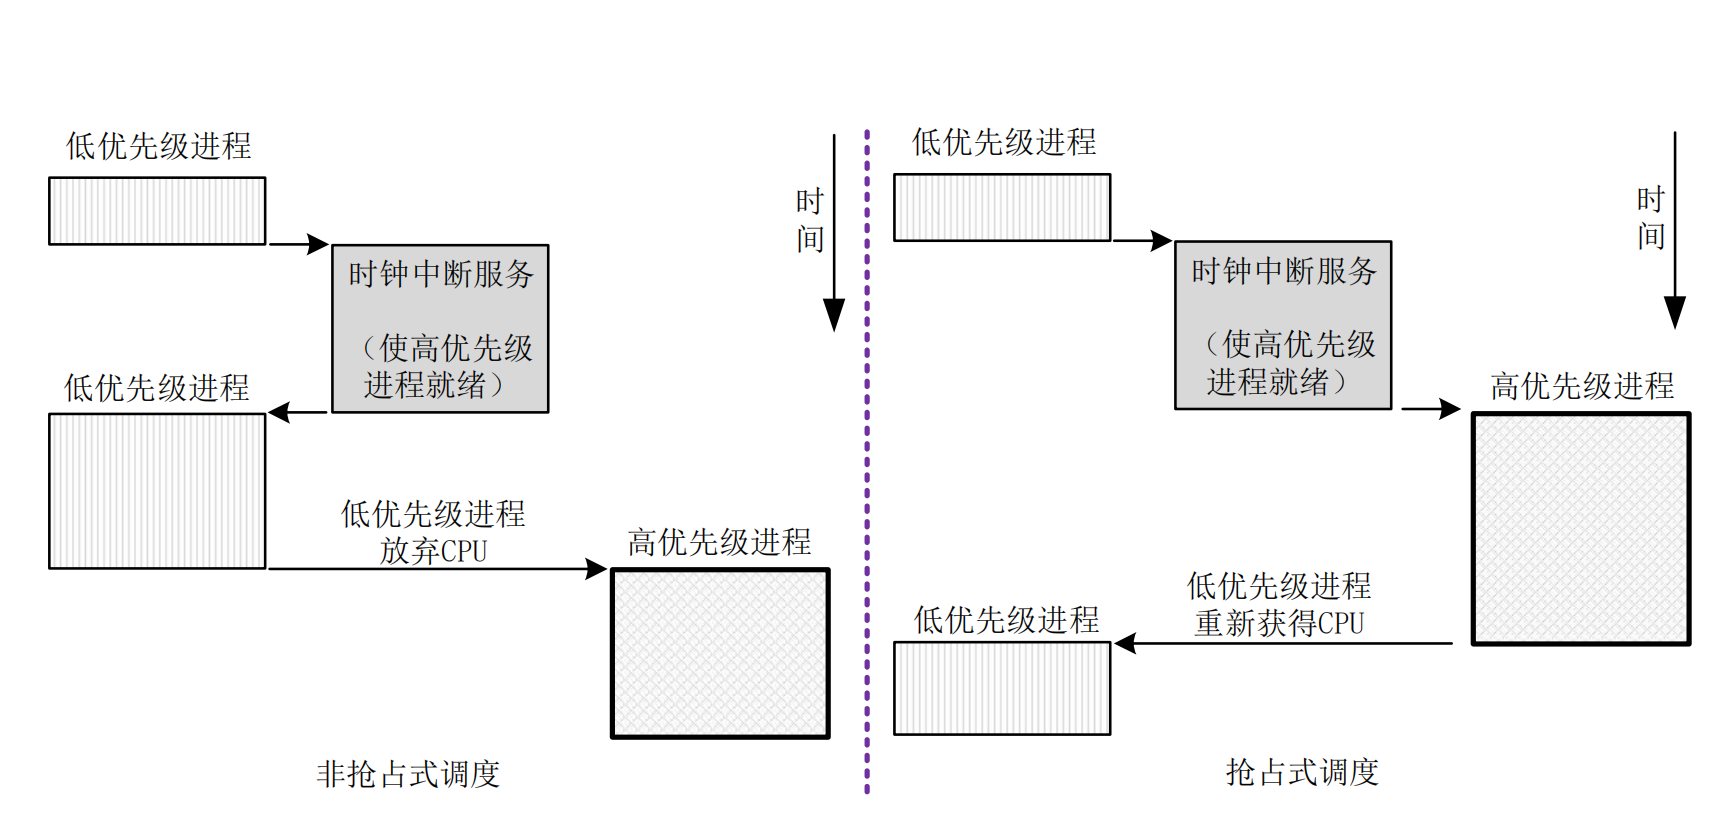 低优先级进程
时
间
时钟中断服务
（使高优先级
进程就绪）
低优先级进程
低优先级进程
放弃CPU
高优先级进程
非抢占式调度
低优先级进程
时
间
时钟中断服务
（使高优先级
进程就绪）
高优先级进程
低优先级进程
重新获得CPU
低优先级进程
抢占式调度